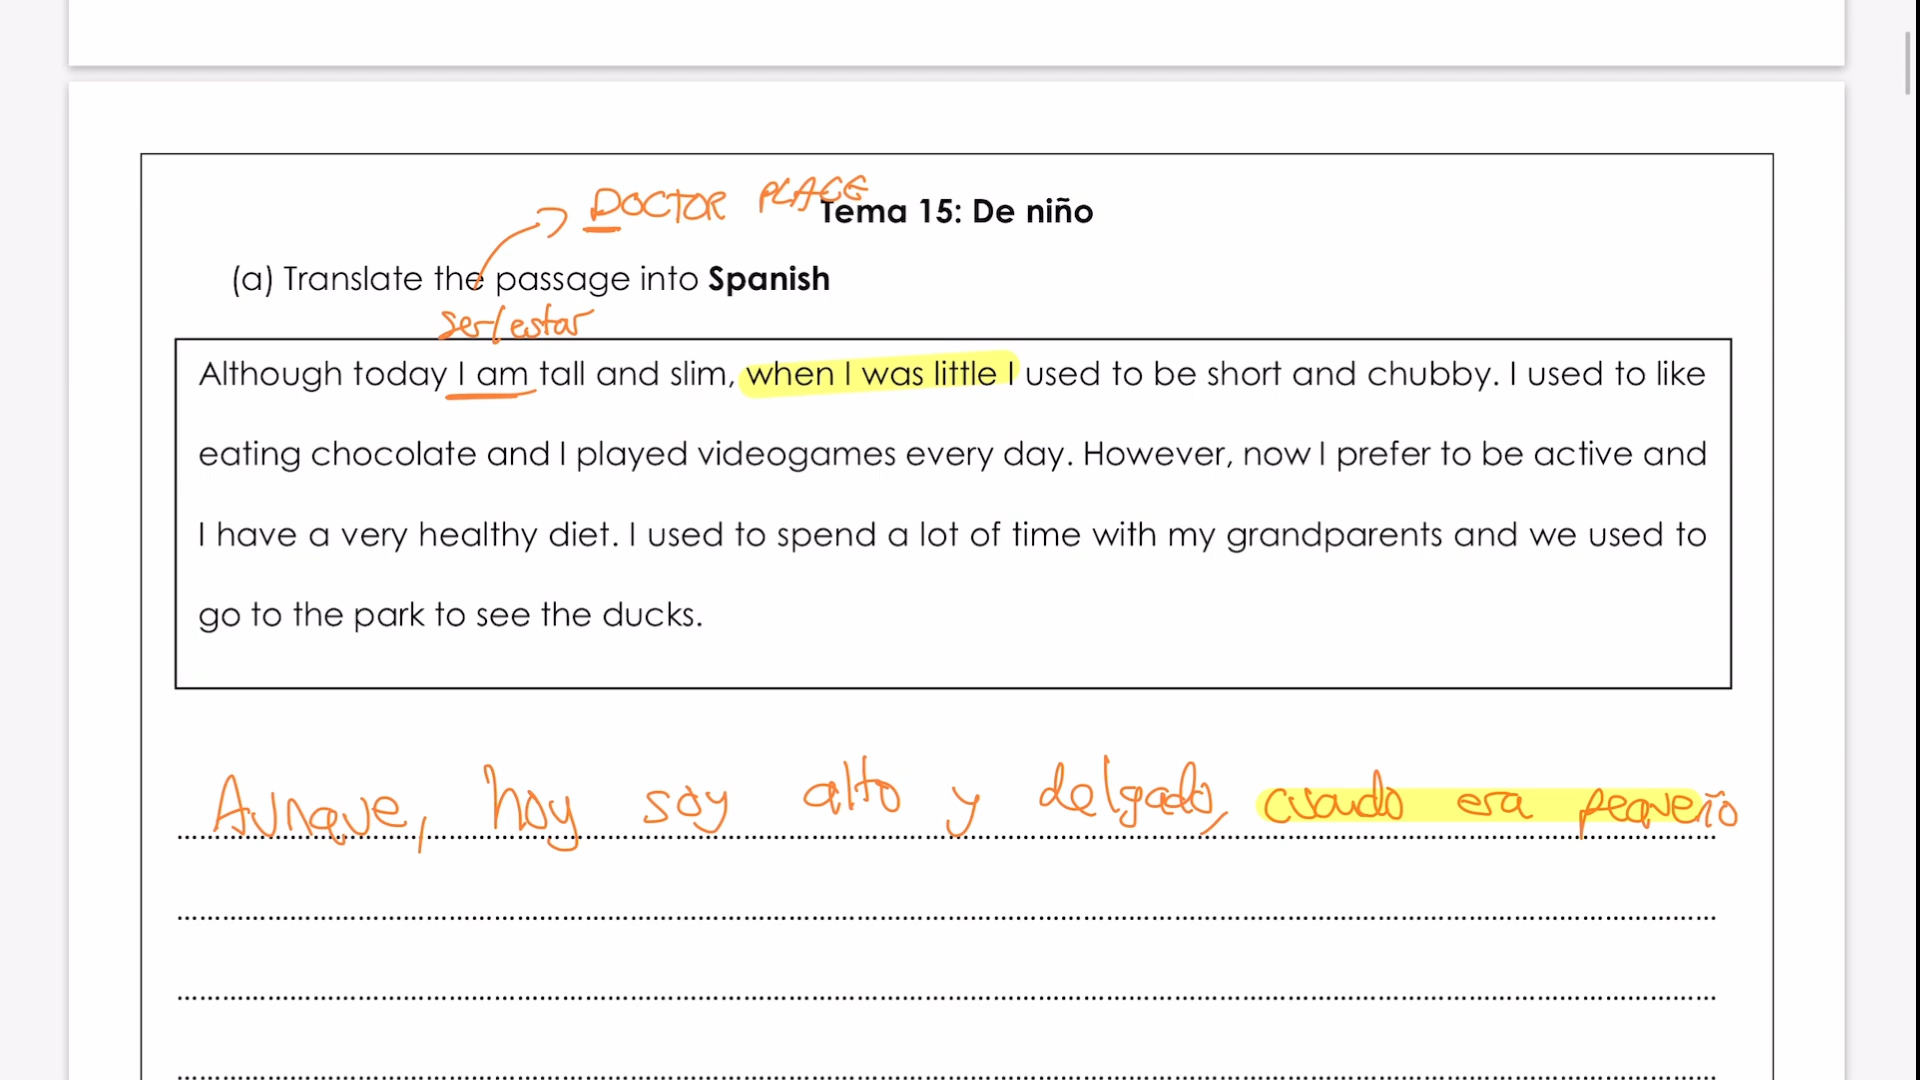 DOCTOR PLACE
Tema 15: De niño
(a) Translate the passage into Spanish
ser/estar
Although today I am tall and slim, when I was little I used to be short and chubby. I used to like
eating chocolate and I played videogames every day. However, now I prefer to be active and
I have a very healthy diet. I used to spend a lot of time with my grandparents and we used to
go to the park to see the ducks.
Aunque, hoy soy alto y delgado, cuando era pequeño